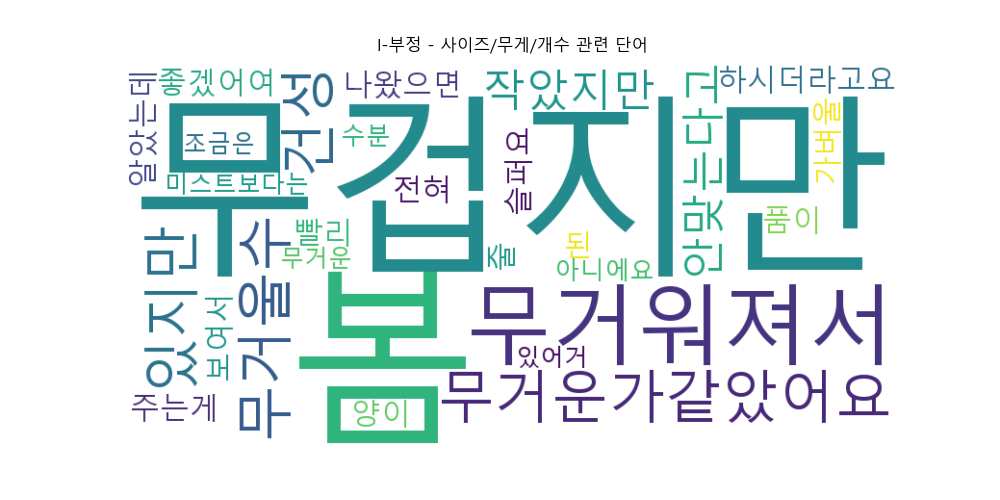 I-부정 - 사이즈/무게/개수 관련 단어
알았는데
좋겠어여
건성
나왔으면
작았지만
안맞는다고
하시더라고요
무겁지만
조금은
수분
전혀
슬퍼요
가벼울
미스트보다는
품이
있지만
무거울수
빨리
무거운
줄
된
아니에요
보여서
봄
무거워져서
있어거
주는게
양이
무거운가같았어요